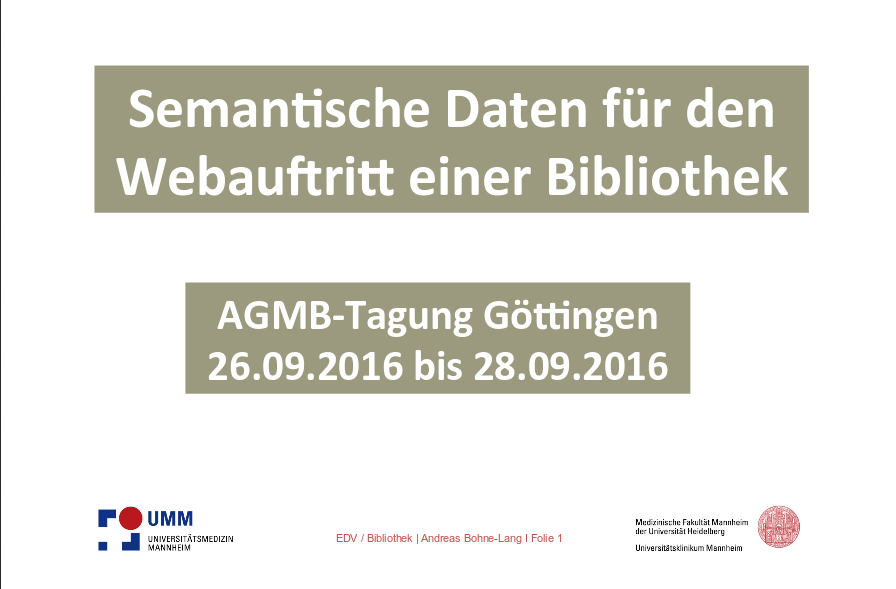 Semantische Daten für den
Webauftritt einer Bibliothek
AGMB-Tagung Göttingen
26.09.2016 bis 28.09.2016
UMM
UNIVERSITÄTSMEDIZIN
MANNHEIM
EDV / Bibliothek | Andreas Bohne-Lang I Folie 1
Medizinische Fakultät Mannheim
der Universität Heidelberg
Universitätsklinikum Mannheim